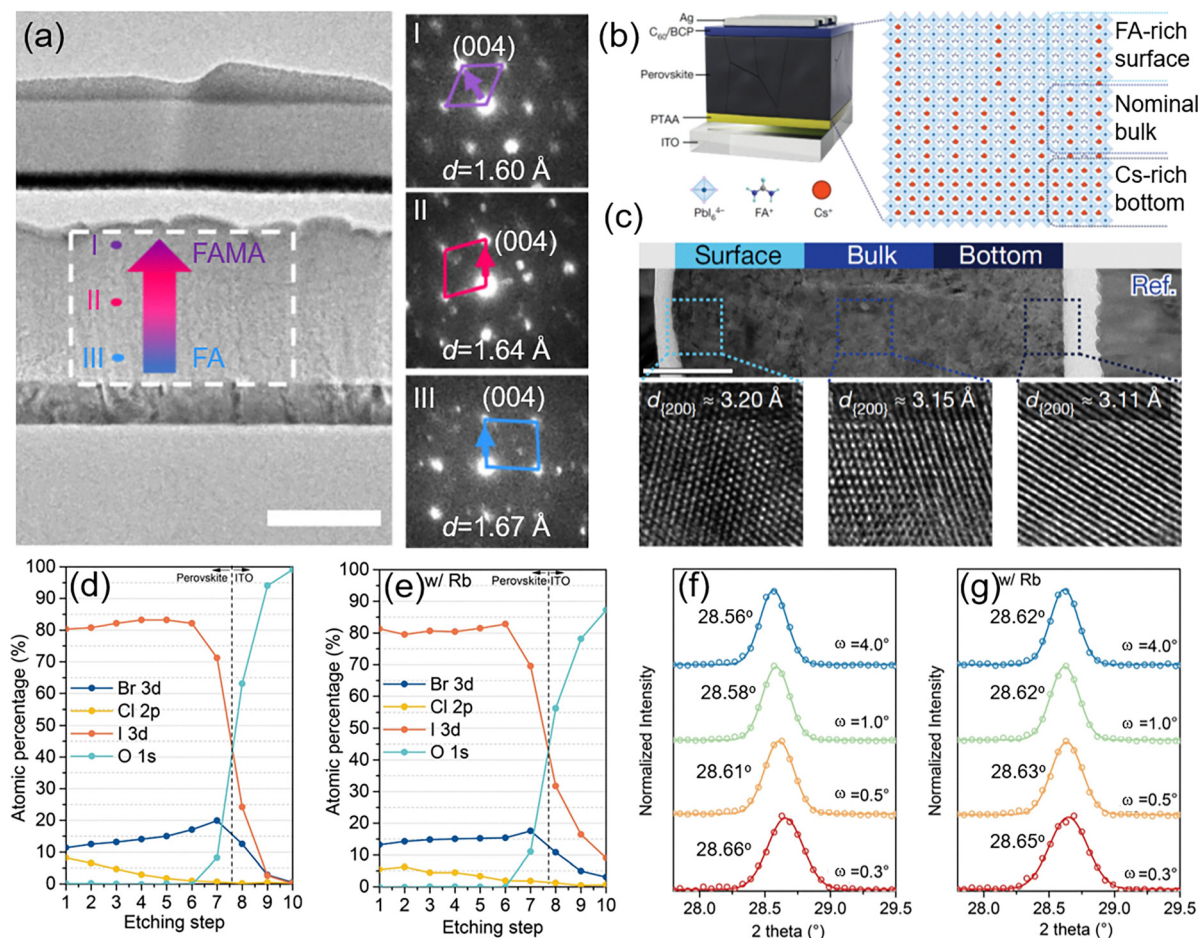 (a)
I
FAMA
II
III
FA
I
(004)
d=1.60 Å
II
(004)
d=1.64 Å
III
(004)
d=1.67 Å
(b)
Ag
C60/BCP
Perovskite
PTAA
ITO
PbI6⁴⁻
FA⁺
Cs⁺
FA-rich
surface
Nominal
bulk
Cs-rich
bottom
(c)
Surface Bulk Bottom
Ref.
d{200} ≈ 3.20 Å
d{200} ≈ 3.15 Å
d{200} ≈ 3.11 Å
(d)
Perovskite ITO
Br 3d
Cl 2p
I 3d
O 1s
Atomic percentage (%)
100
90
80
70
60
50
40
30
20
10
0
1 2 3 4 5 6 7 8 9 10
Etching step
(e) w/ Rb
Perovskite ITO
Br 3d
Cl 2p
I 3d
O 1s
Atomic percentage (%)
100
90
80
70
60
50
40
30
20
10
0
1 2 3 4 5 6 7 8 9 10
Etching step
(f)
28.56° ω =4.0°
28.58° ω =1.0°
28.61° ω =0.5°
28.66° ω =0.3°
Normalized Intensity
28.0 28.5 29.0 29.5
2 theta (°)
(g) w/ Rb
28.62° ω =4.0°
28.62° ω =1.0°
28.63° ω =0.5°
28.65° ω =0.3°
Normalized Intensity
28.0 28.5 29.0 29.5
2 theta (°)